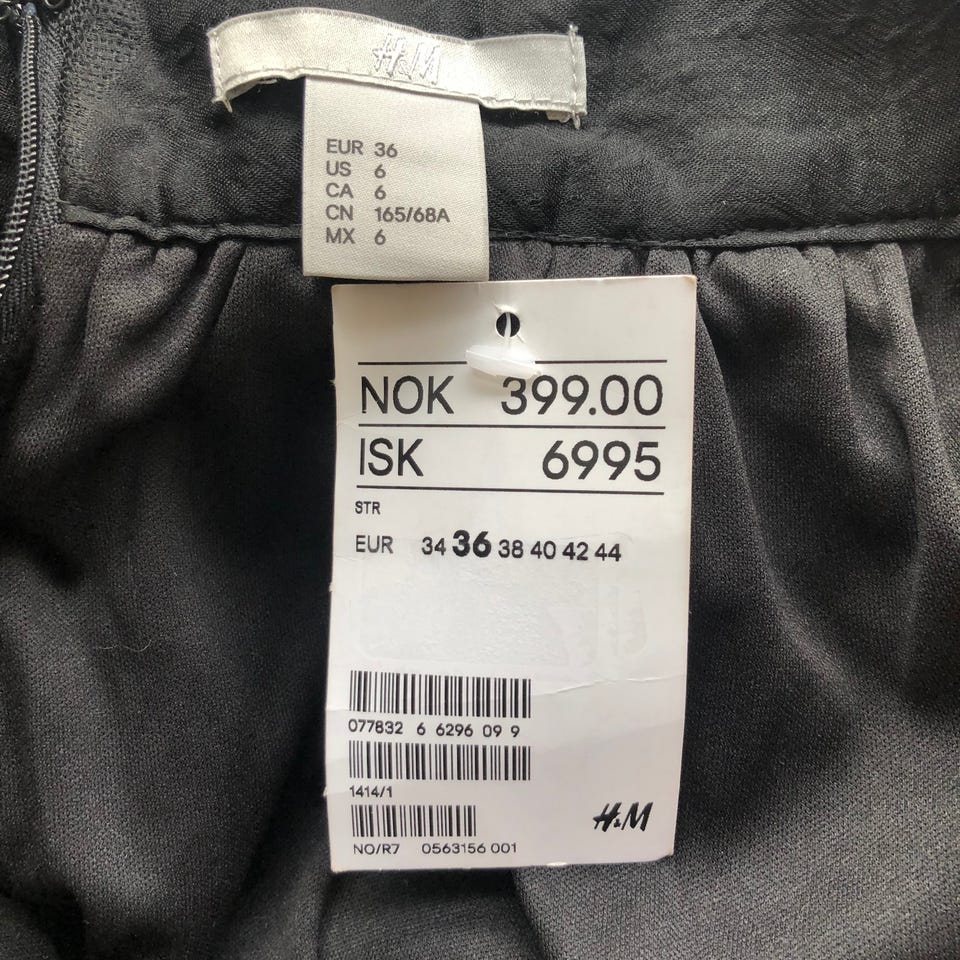 H&M
EUR 36
US 6
CA 6
CN 165/68A
MX 6
NOK 399.00
ISK 6995
STR
EUR 34 36 38 40 42 44
077832 6 6296 09 9
1414/1
H&M
NO/R7 0563156 001